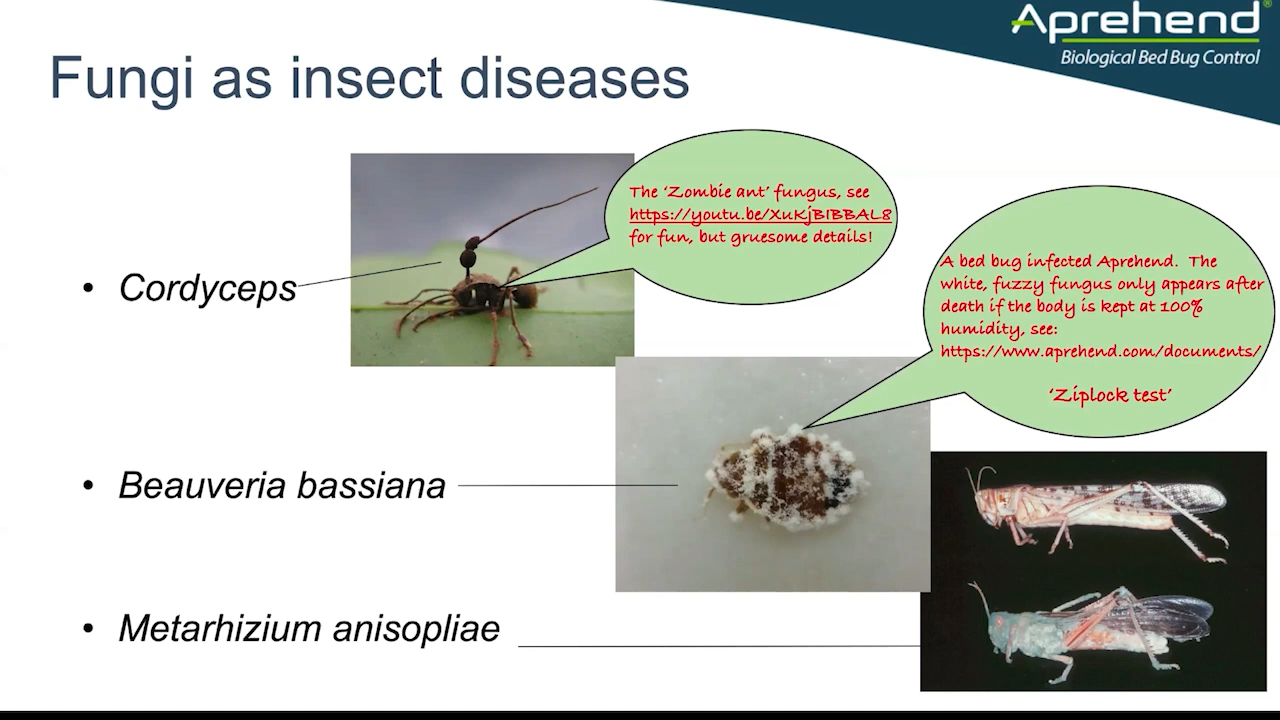 Aprehend®
Biological Bed Bug Control
Fungi as insect diseases
The ‘Zombie ant’ fungus, see
https://youtu.be/XuKjBIBBAL8
for fun, but gruesome details!
A bed bug infected Aprehend. The
white, fuzzy fungus only appears after
death if the body is kept at 100%
humidity, see:
https://www.aprehend.com/documents/
‘Ziplock test’
• Cordyceps
• Beauveria bassiana
• Metarhizium anisopliae